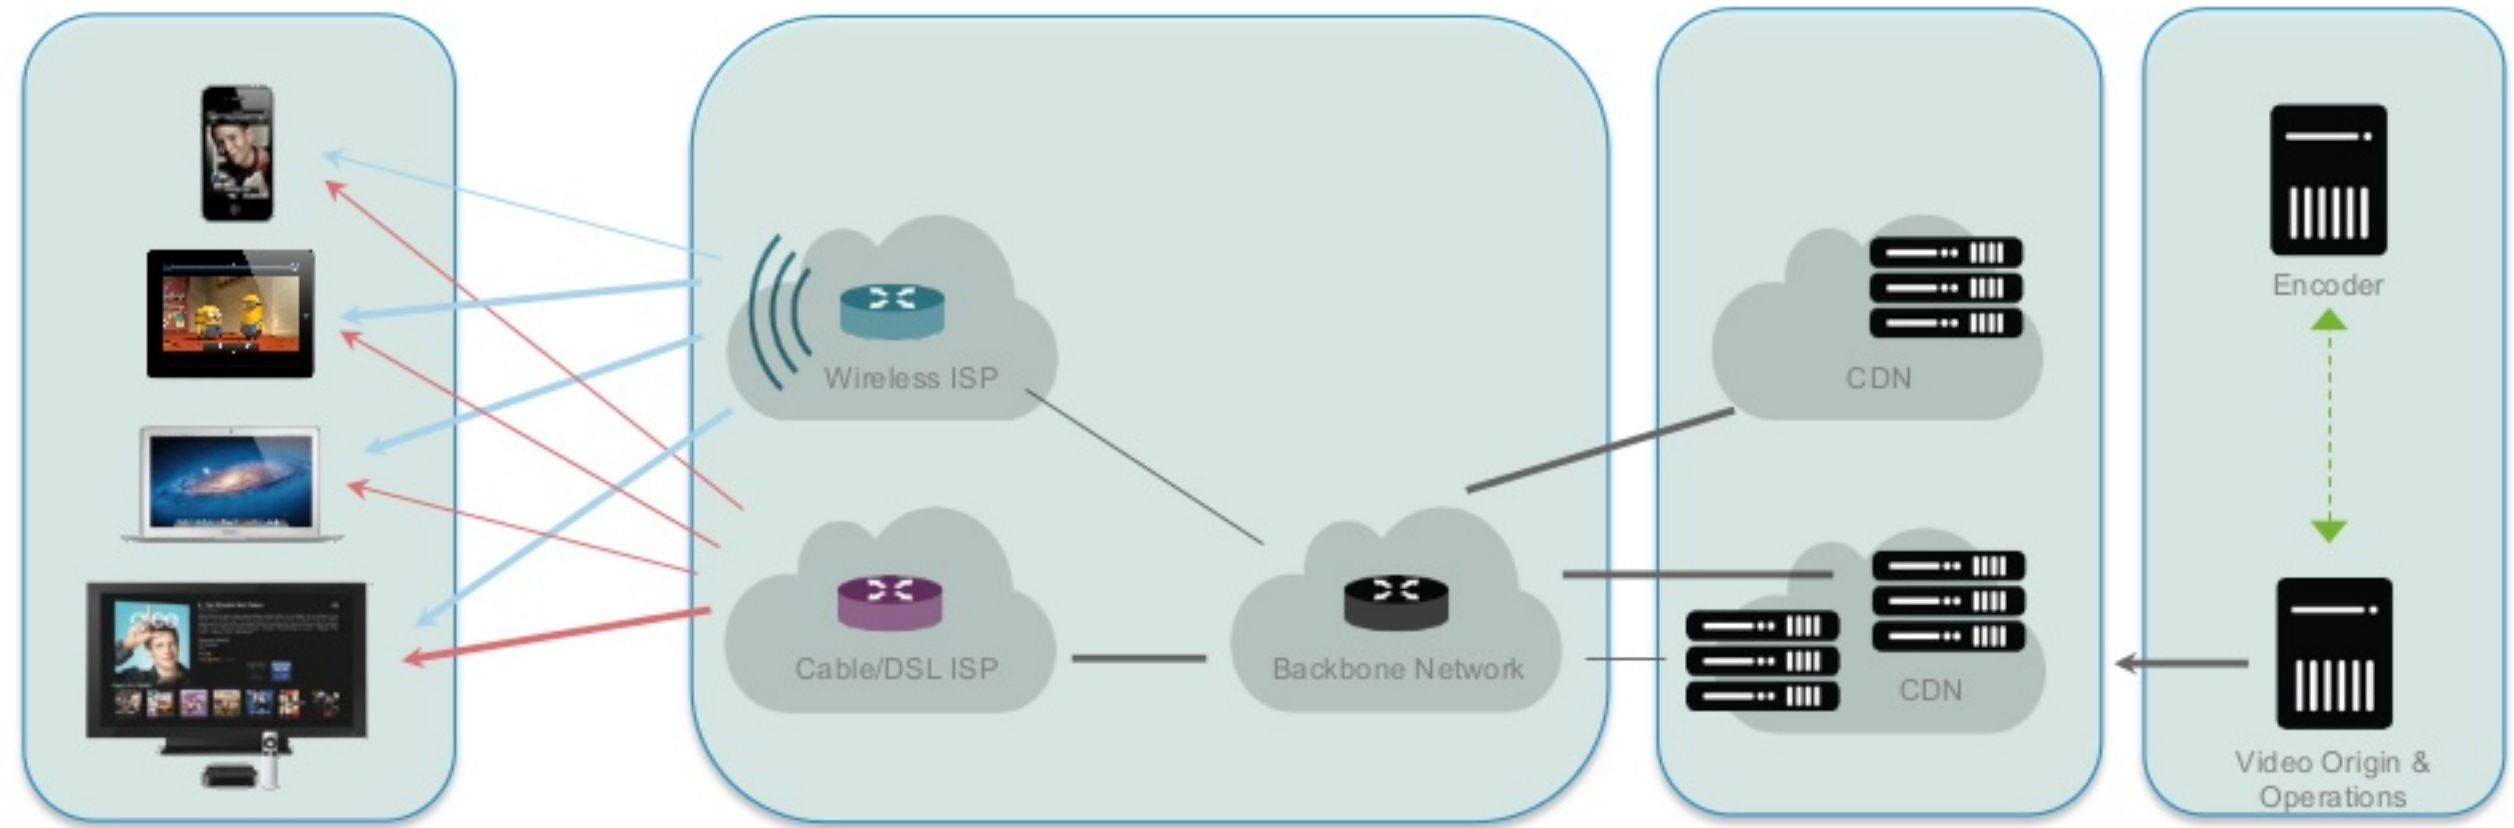 glee
Wireless ISP
Cable/DSL ISP
Backbone Network
CDN
CDN
Encoder
Video Origin &
Operations